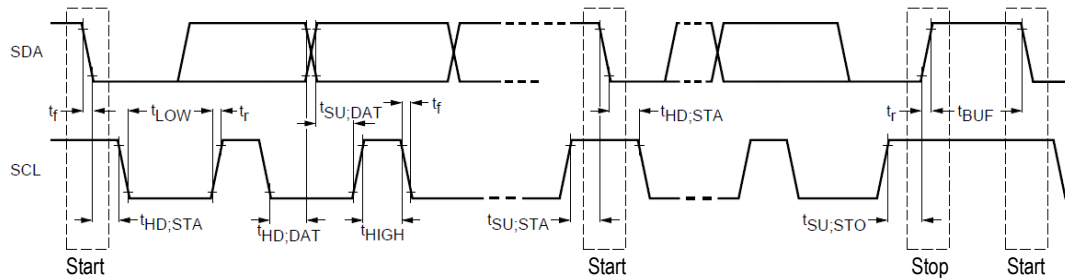 SDA
t_f t_LOW t_r t_SU;DAT t_f t_HD;STA t_r t_BUF
SCL
t_HD;STA t_HD;DAT t_HIGH t_SU;STA t_SU;STO
Start Start Stop Start